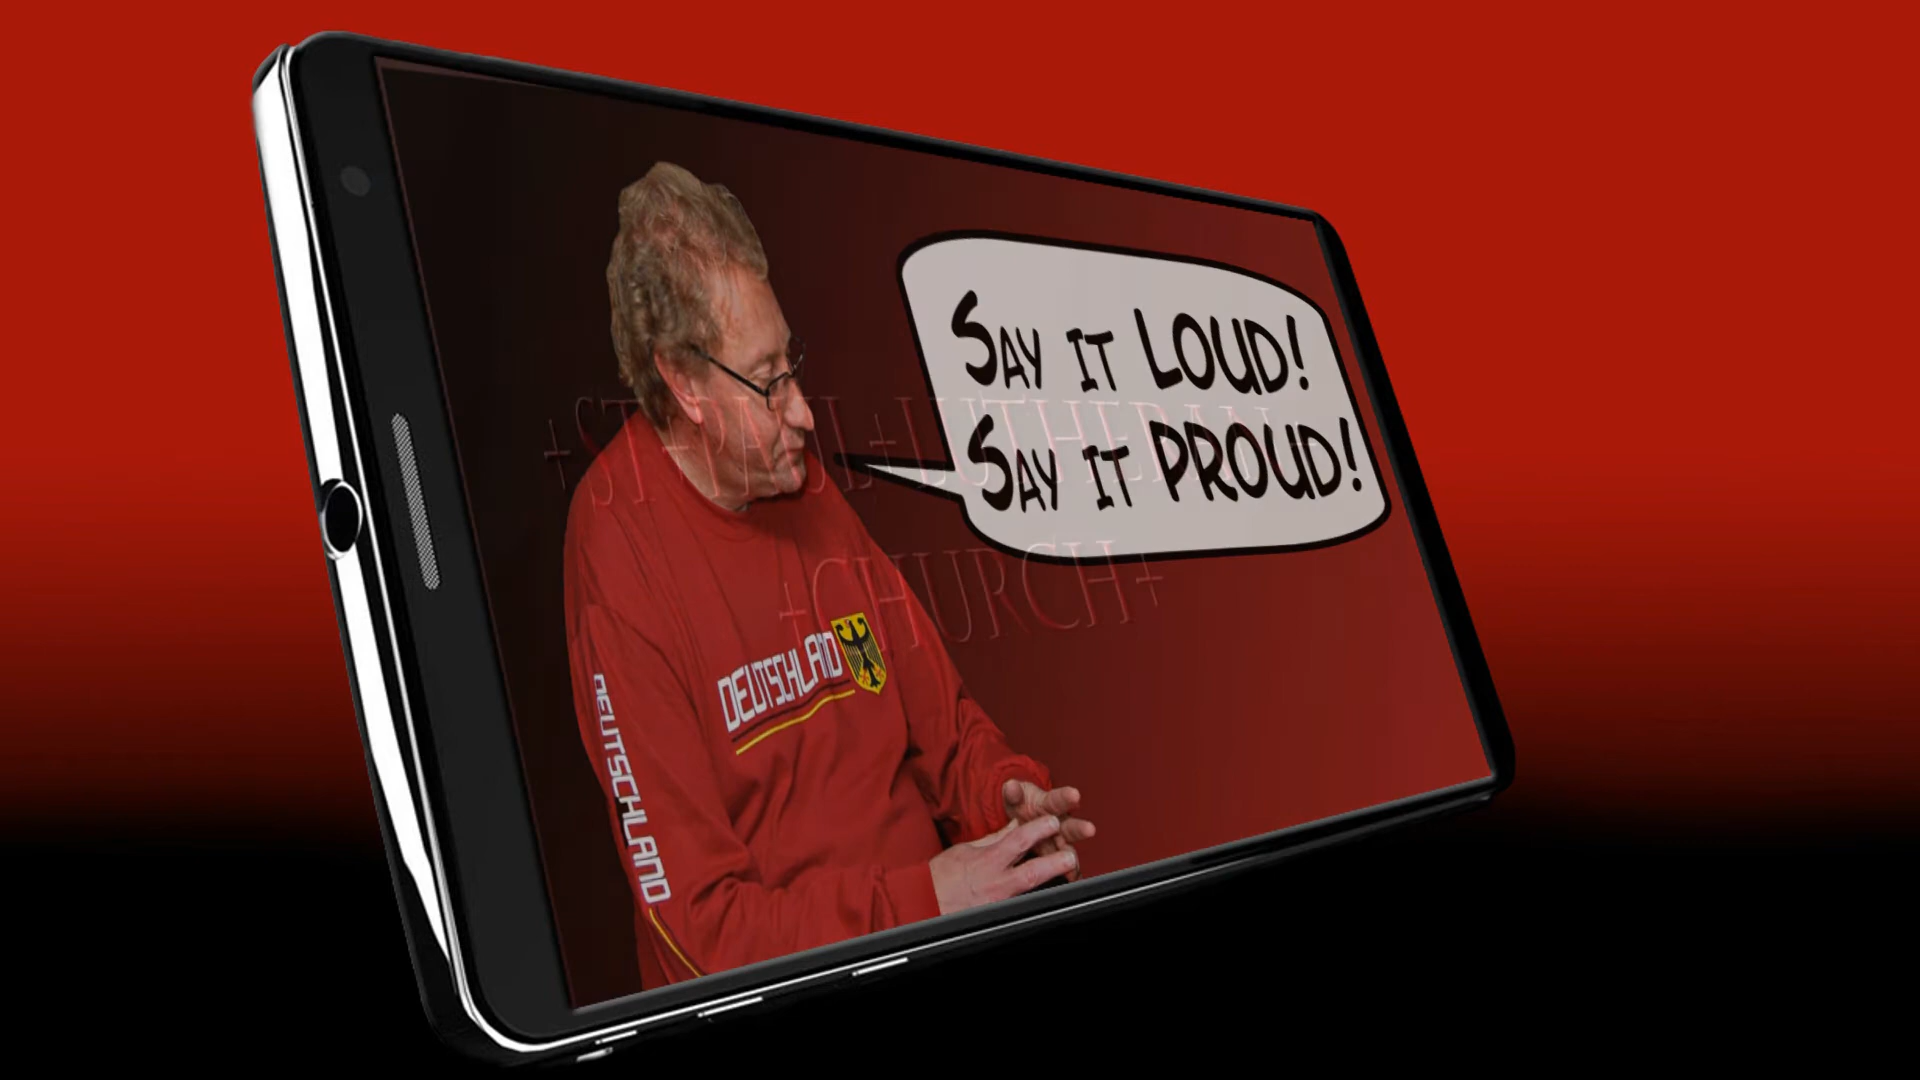 Say it LOUD!
Say it PROUD!
+ST+PAUL+LUTHERAN+
+CHURCH+
DEUTSCHLAND
DEUTSCHLAND